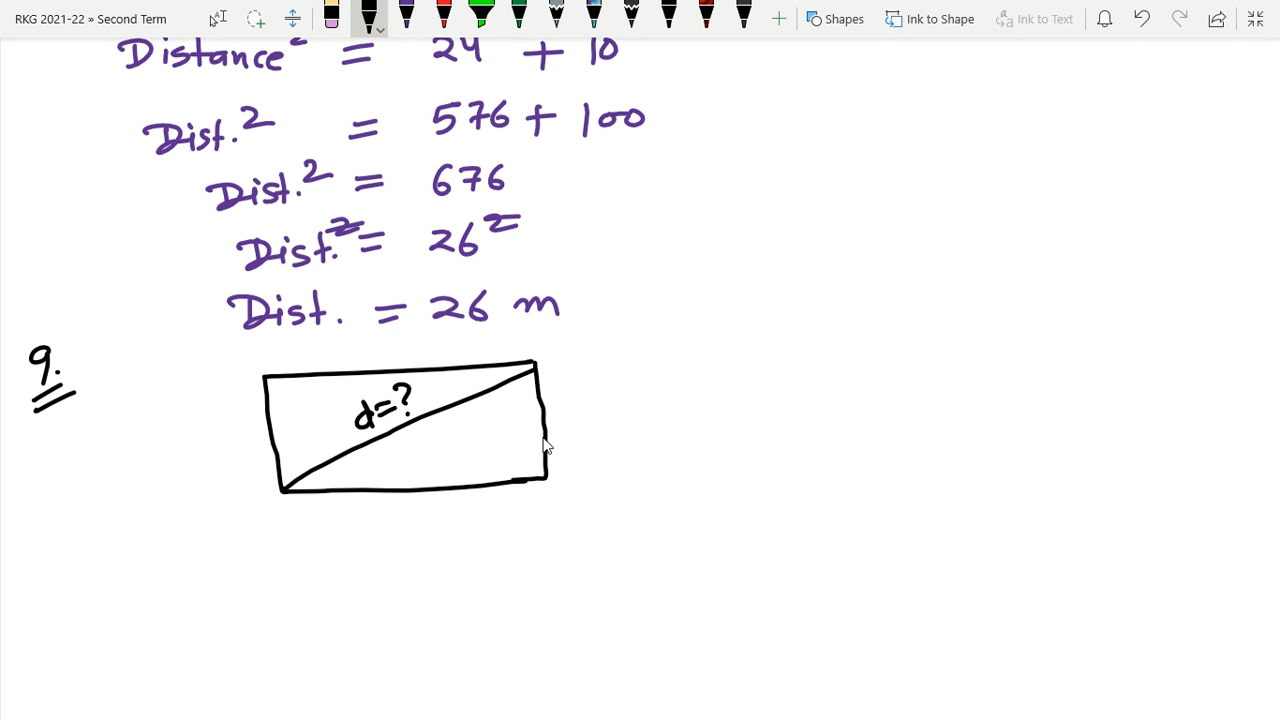 RKG 2021-22 » Second Term
Shapes
Ink to Shape
Ink to Text
Distance² = 24 + 10
Dist.² = 576 + 100
Dist.² = 676
Dist.² = 26²
Dist. = 26 m
9.
d=?